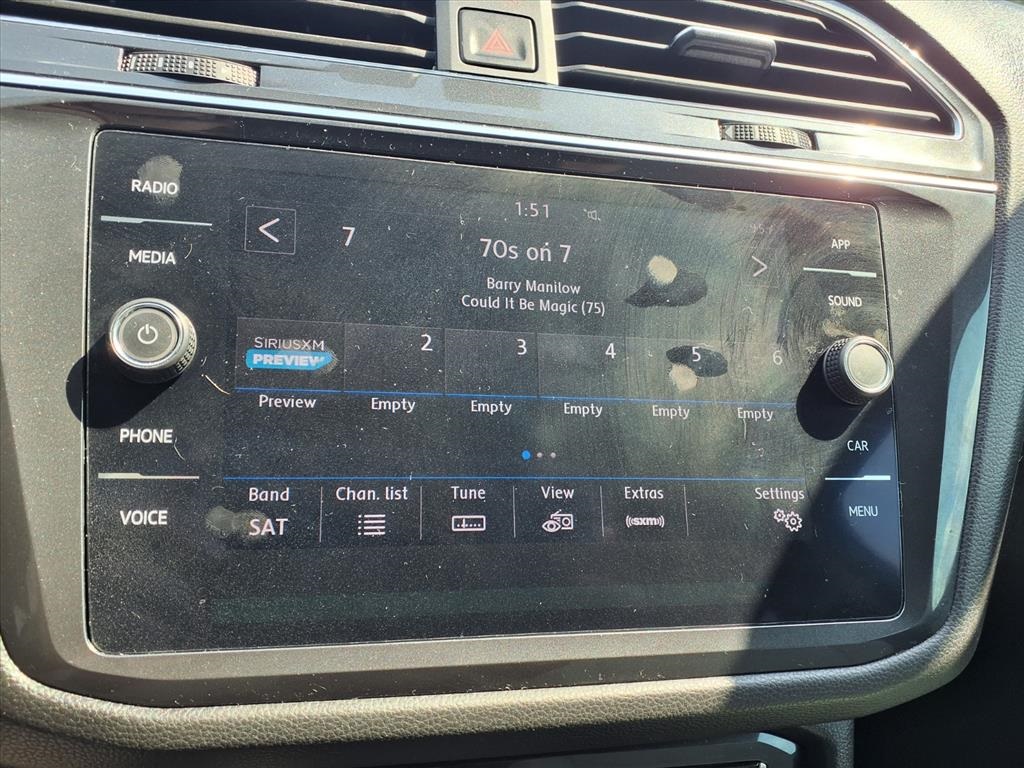 RADIO
MEDIA
PHONE
VOICE
1:51
7
70s on 7
Barry Manilow
Could It Be Magic (75)
SIRIUSXM
PREVIEW
2
3
4
5
6
Preview
Empty
Empty
Empty
Empty
Empty
Band
Chan. list
Tune
View
Extras
Settings
SAT
((sxm))
APP
SOUND
CAR
MENU